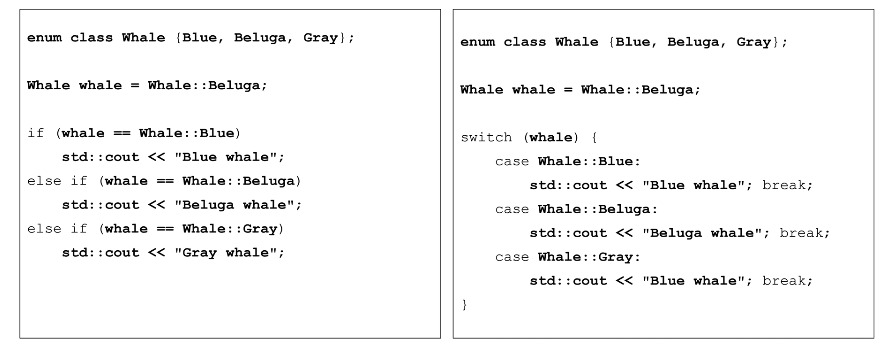 enum class Whale {Blue, Beluga, Gray};
Whale whale = Whale::Beluga;
if (whale == Whale::Blue)
    std::cout << "Blue whale";
else if (whale == Whale::Beluga)
    std::cout << "Beluga whale";
else if (whale == Whale::Gray)
    std::cout << "Gray whale";
enum class Whale {Blue, Beluga, Gray};
Whale whale = Whale::Beluga;
switch (whale) {
    case Whale::Blue:
        std::cout << "Blue whale"; break;
    case Whale::Beluga:
        std::cout << "Beluga whale"; break;
    case Whale::Gray:
        std::cout << "Blue whale"; break;
}